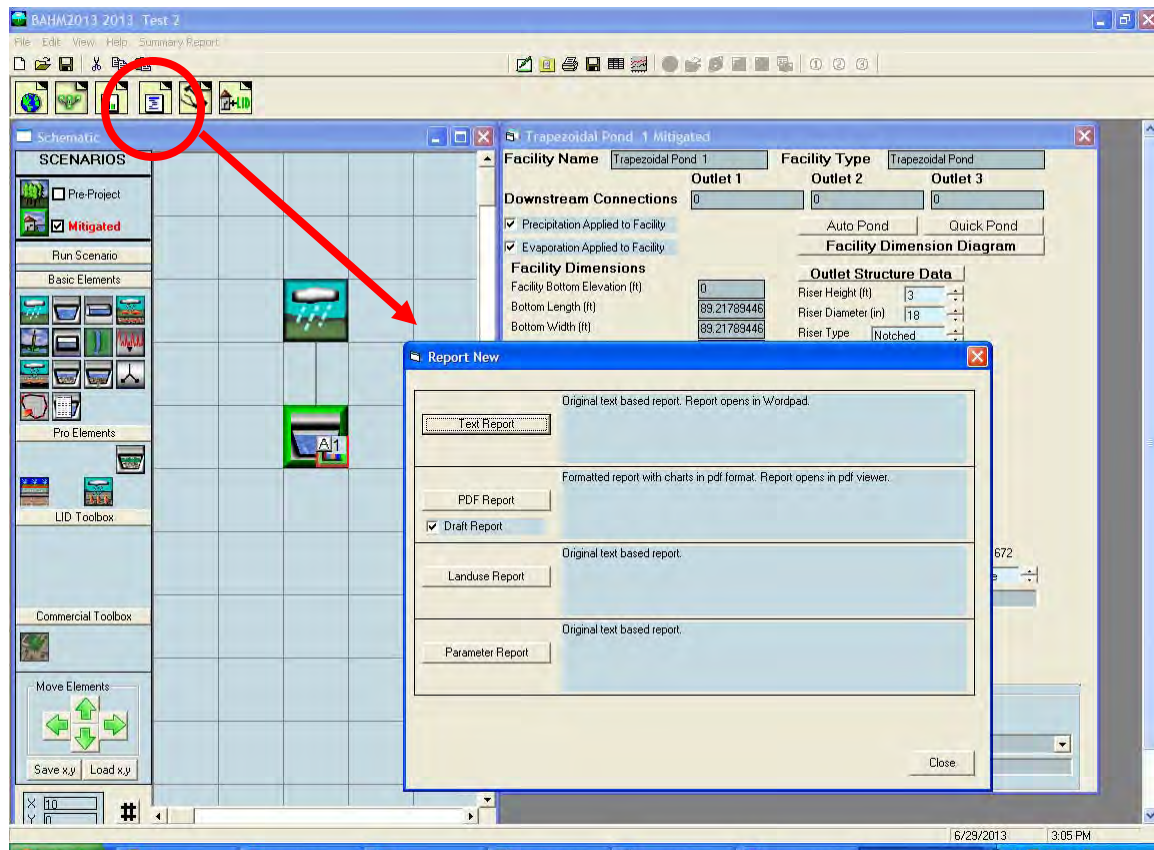 BAHM2013 2013 Test 2
File Edit View Help Summary Report
+LID
Schematic
SCENARIOS
Pre-Project
Mitigated
Run Scenario
Basic Elements
Pro Elements
LID Toolbox
Commercial Toolbox
Move Elements
Save x,y Load x,y
X 10
Y 0
#
A 1
Trapezoidal Pond 1 Mitigated
Facility Name Trapezoidal Pond 1 Facility Type Trapezoidal Pond
Outlet 1 Outlet 2 Outlet 3
Downstream Connections 0 0 0
Precipitation Applied to Facility Auto Pond Quick Pond
Evaporation Applied to Facility Facility Dimension Diagram
Facility Dimensions Outlet Structure Data
Facility Bottom Elevation (ft) 0 Riser Height (ft) 3
Bottom Length (ft) 89.21789446 Riser Diameter (in) 18
Bottom Width (ft) 89.21789446 Riser Type Notched
672
Report New
Text Report Original text based report. Report opens in Wordpad.
PDF Report Formatted report with charts in pdf format. Report opens in pdf viewer.
Draft Report
Landuse Report Original text based report.
Parameter Report Original text based report.
Close
6/29/2013 3:05 PM